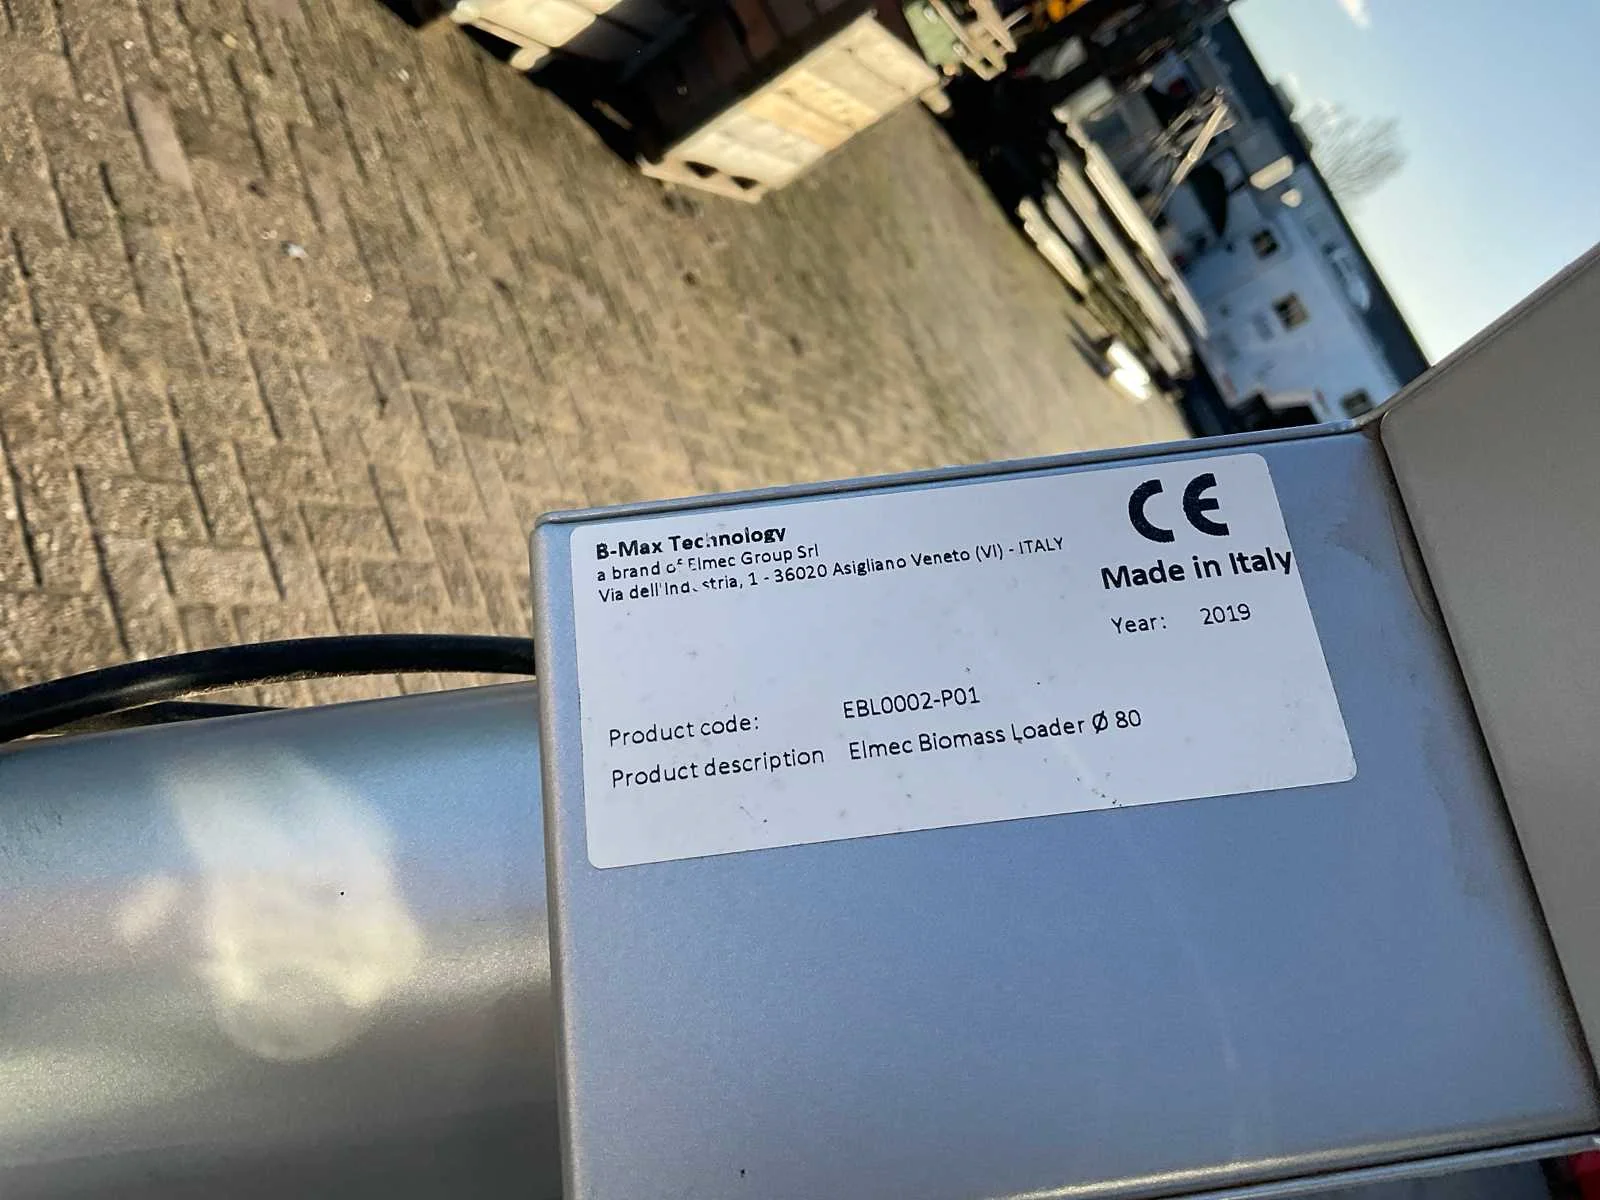 B-Max Technology
a brand of Elmec Group Srl
Via dell'Industria, 1 - 36020 Asigliano Veneto (VI) - ITALY
CE
Made in Italy
Year: 2019
Product code: EBL0002-P01
Product description Elmec Biomass Loader Ø 80